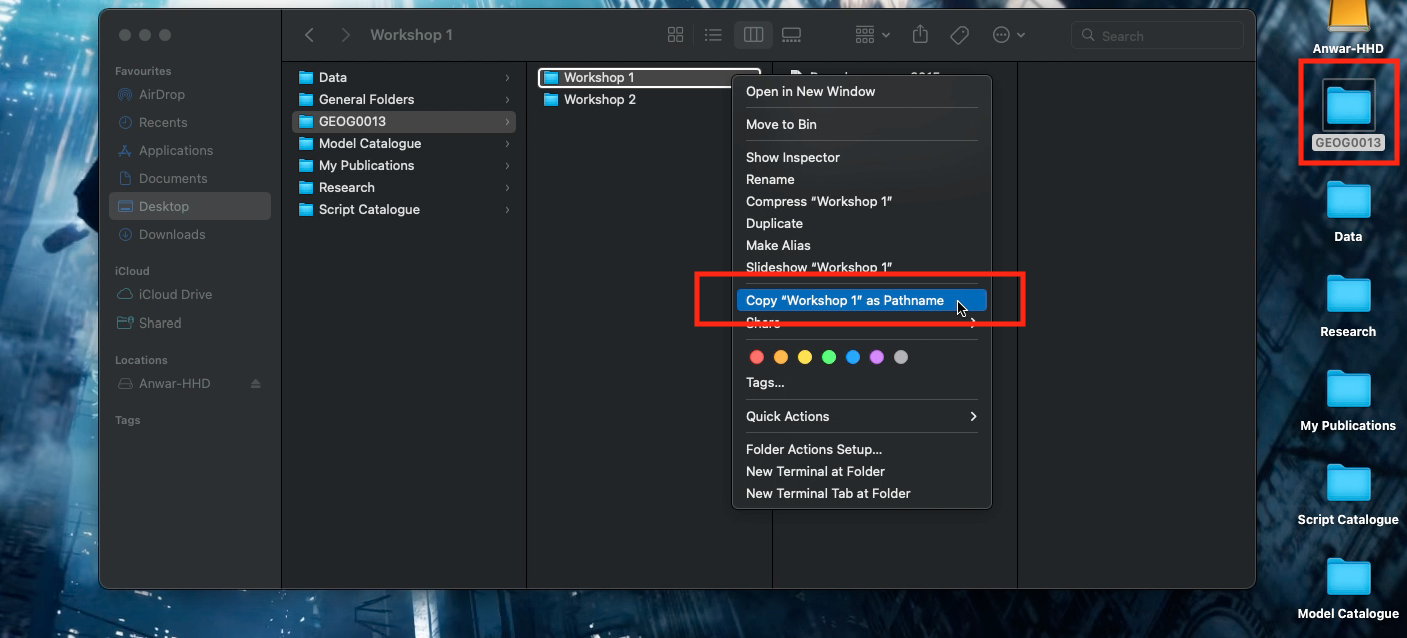 Workshop 1
Search
Favourites
AirDrop
Recents
Applications
Documents
Desktop
Downloads
iCloud
iCloud Drive
Shared
Locations
Anwar-HHD
Tags
Data
General Folders
GEOG0013
Model Catalogue
My Publications
Research
Script Catalogue
Workshop 1
Workshop 2
Open in New Window
Move to Bin
Show Inspector
Rename
Compress “Workshop 1”
Duplicate
Make Alias
Slideshow “Workshop 1”
Copy “Workshop 1” as Pathname
Share
Tags...
Quick Actions
Folder Actions Setup...
New Terminal at Folder
New Terminal Tab at Folder
Anwar-HHD
GEOG0013
Data
Research
My Publications
Script Catalogue
Model Catalogue